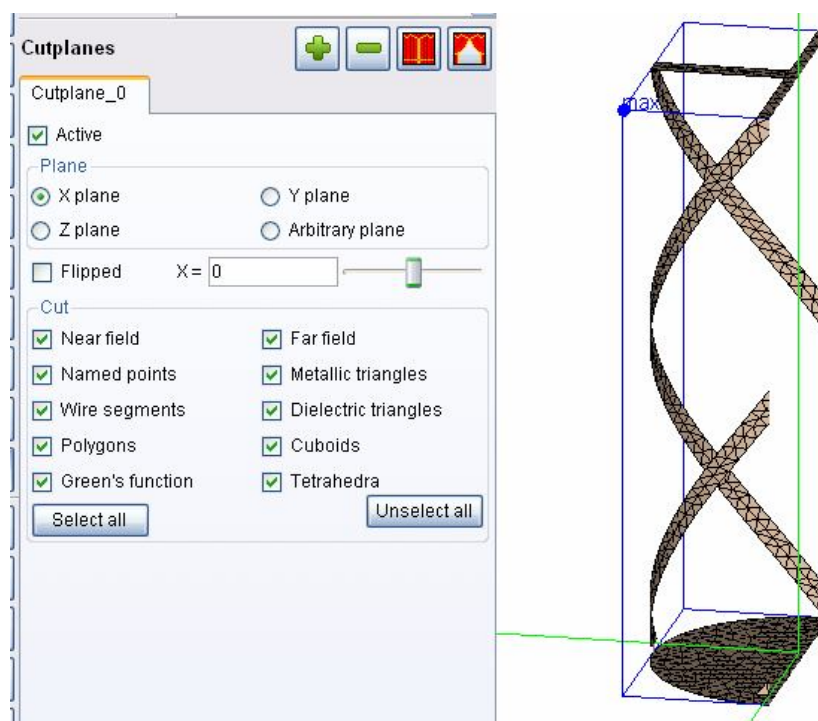 Cutplanes
Cutplane_0
Active
Plane
X plane
Y plane
Z plane
Arbitrary plane
Flipped
X = 0
Cut
Near field
Far field
Named points
Metallic triangles
Wire segments
Dielectric triangles
Polygons
Cuboids
Green's function
Tetrahedra
Select all
Unselect all
max